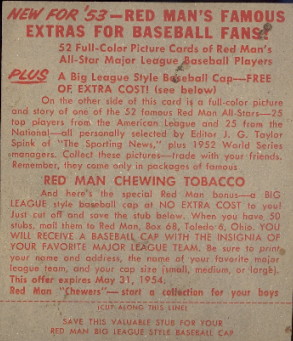 NEW FOR '53—RED MAN'S FAMOUS
EXTRAS FOR BASEBALL FANS
52 Full-Color Picture Cards of Red Man's
All-Star Major League Baseball Players
PLUS A Big League Style Baseball Cap—FREE
OF EXTRA COST! (see below)
On the other side of this card is a full-color picture
and story of one of the 52 famous Red Man All-Stars—25
top players from the American League and 25 from the
National—all personally selected by Editor J. G. Taylor
Spink of "The Sporting News," plus 1952 World Series
managers. Collect these pictures—trade with your friends.
Remember, they come only in packages of famous
RED MAN CHEWING TOBACCO
And here's the special Red Man bonus—a BIG
LEAGUE style baseball cap at NO EXTRA COST to you!
Just cut off and save the stub below. When you have 50
stubs, mail them to Red Man, Box 68, Toledo 6, Ohio. YOU
WILL RECEIVE A BASEBALL CAP WITH THE INSIGNIA OF
YOUR FAVORITE MAJOR LEAGUE TEAM. Be sure to print
your name and address, the name of your favorite major
league team, and your cap size (small, medium, or large).
This offer expires May 31, 1954.
Red Man "Chewers"—start a collection for your boys
(CUT ALONG THIS LINE)
SAVE THIS VALUABLE STUB FOR YOUR
RED MAN BIG LEAGUE STYLE BASEBALL CAP